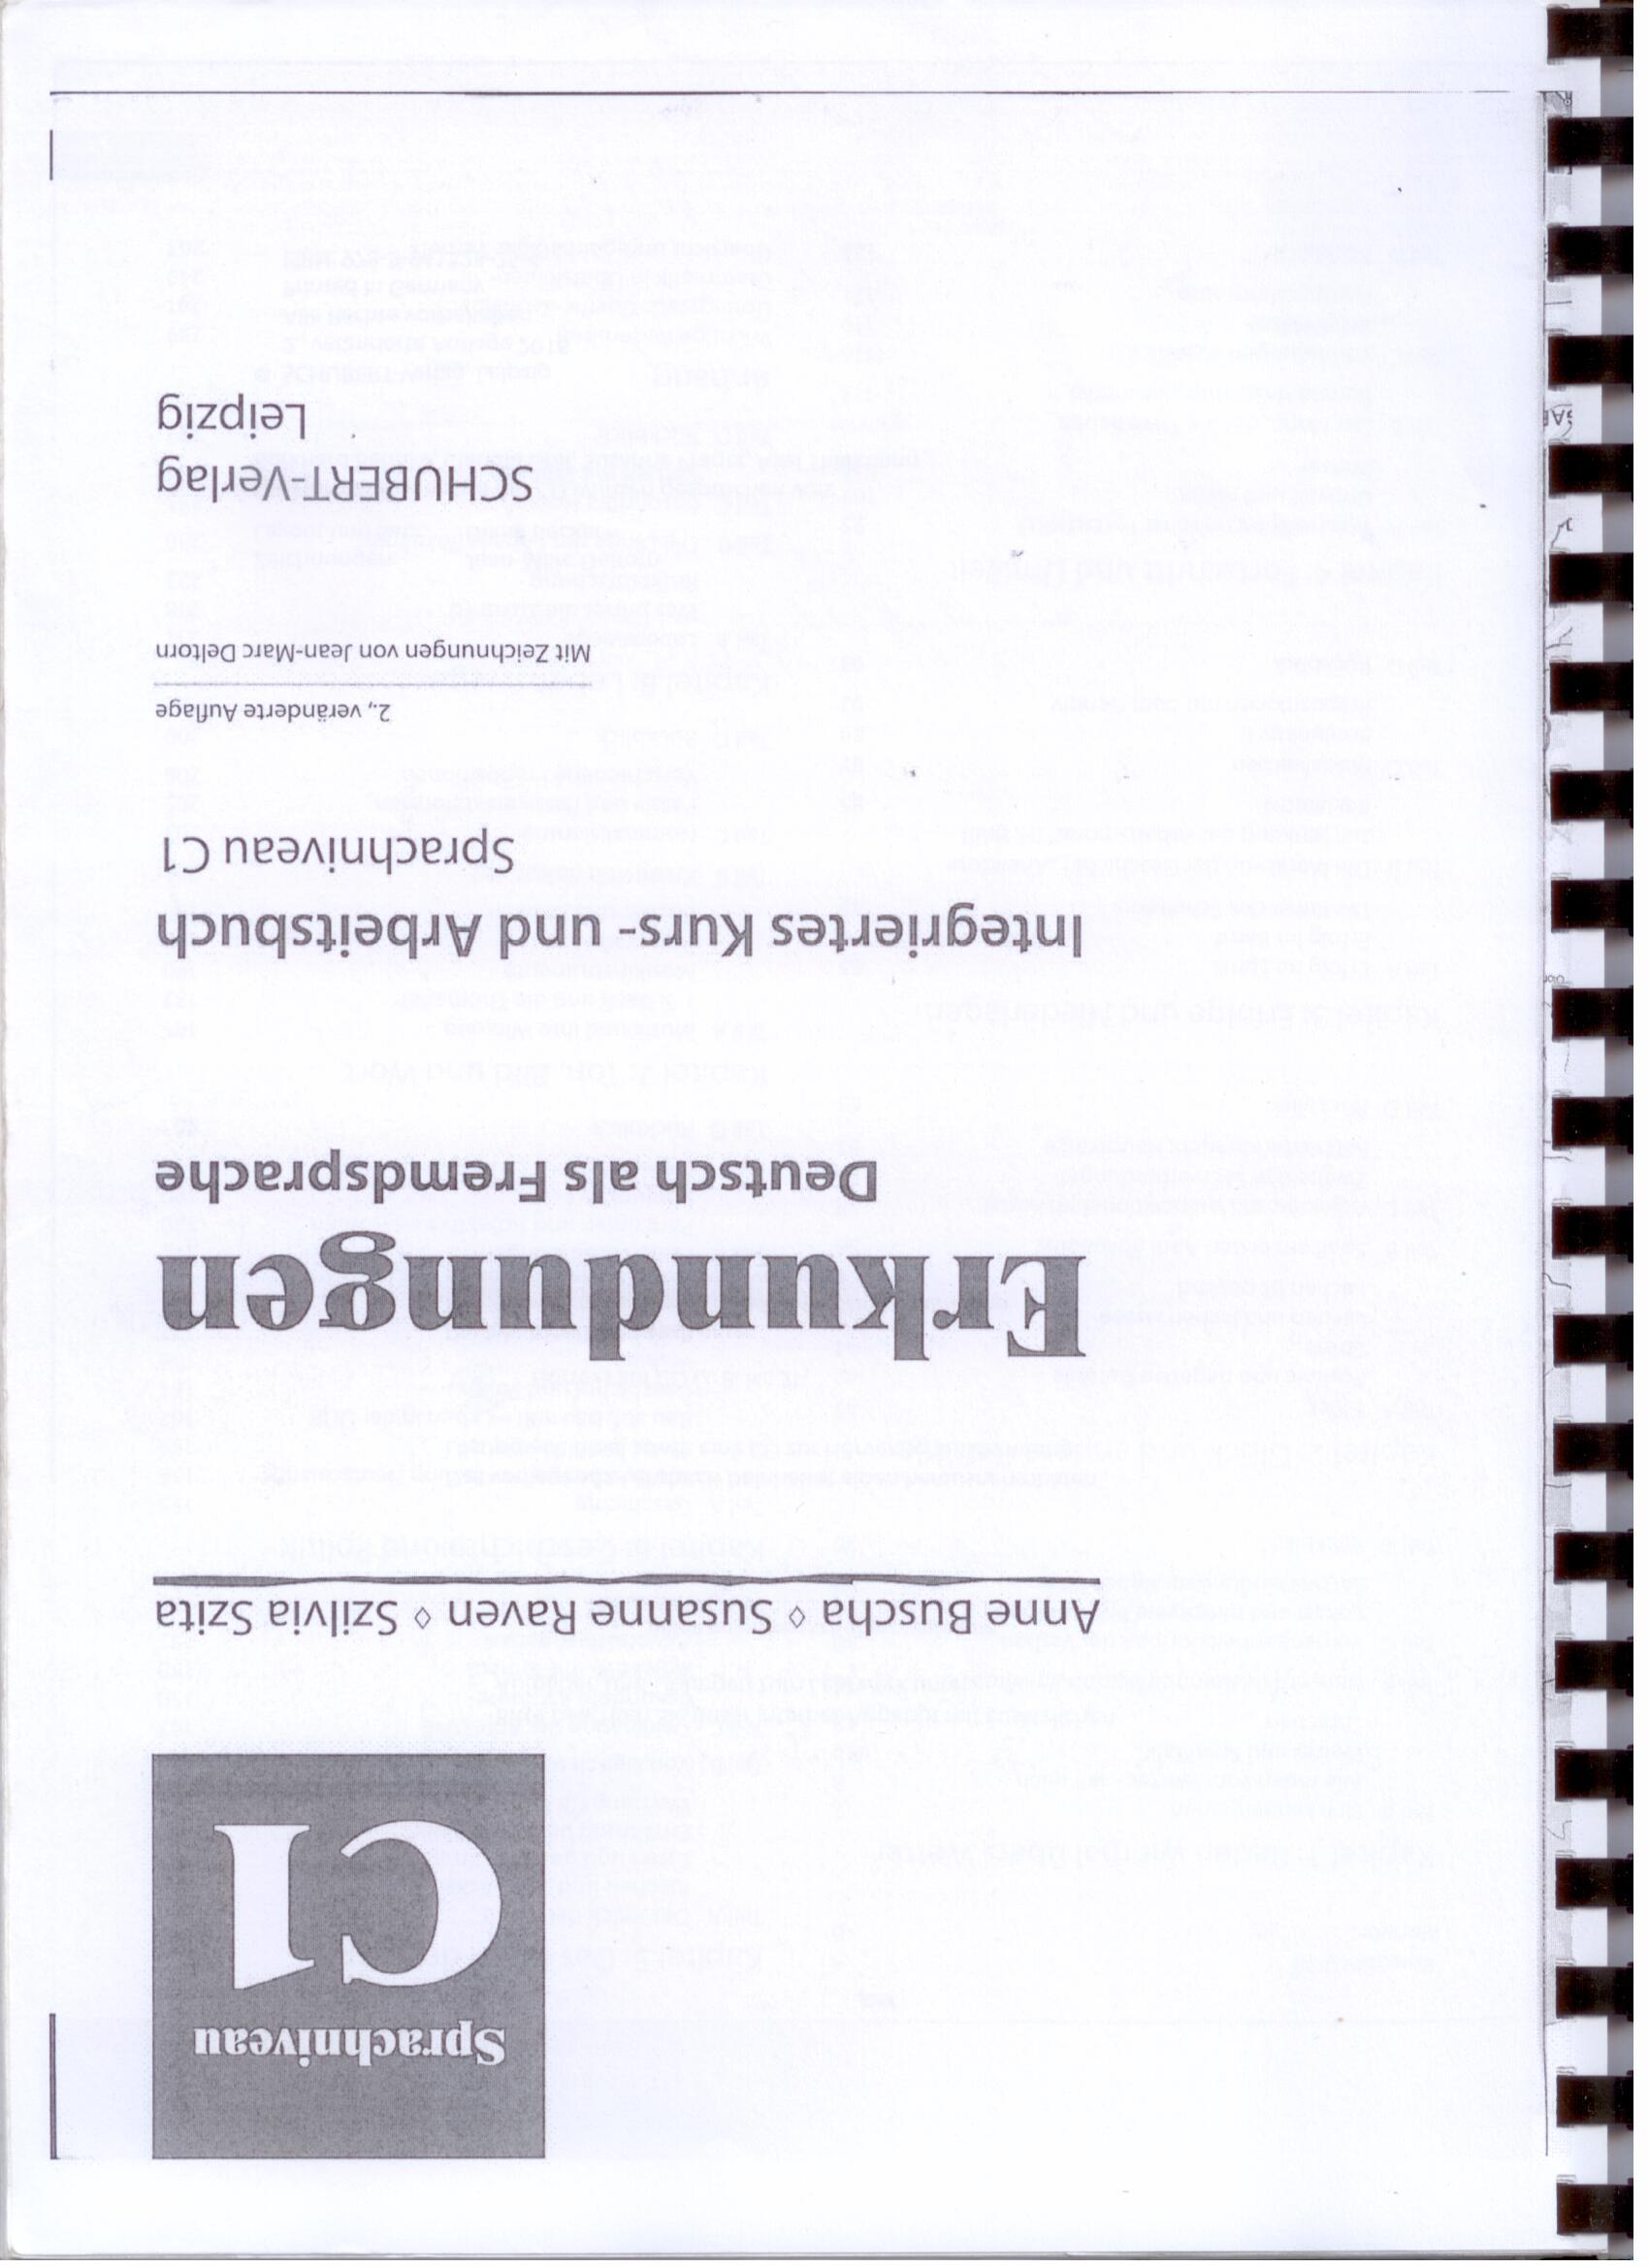 Sprachniveau
C1
Anne Buscha ◊ Susanne Raven ◊ Szilvia Szita
Erkundungen
Deutsch als Fremdsprache
Integriertes Kurs- und Arbeitsbuch
Sprachniveau C1
2., veränderte Auflage
Mit Zeichnungen von Jean-Marc Deltorn
SCHUBERT-Verlag
Leipzig